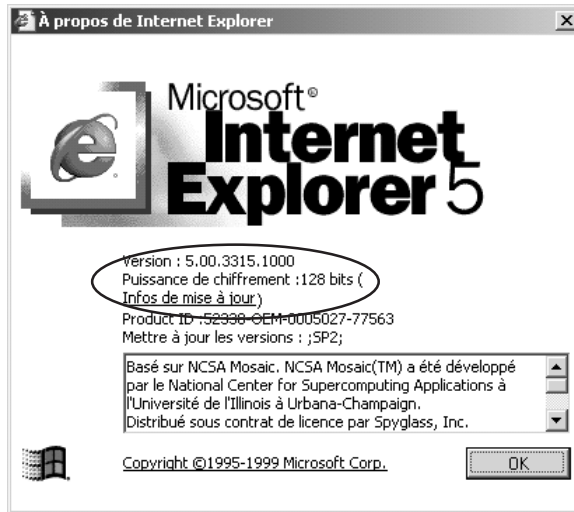 À propos de Internet Explorer
Microsoft®
Internet
Explorer 5
Version : 5.00.3315.1000
Puissance de chiffrement :128 bits (
Infos de mise à jour)
Product ID :52338-OEM-0005027-77563
Mettre à jour les versions : ;SP2;
Basé sur NCSA Mosaic. NCSA Mosaic(TM) a été développé
par le National Center for Supercomputing Applications à
l'Université de l'Illinois à Urbana-Champaign.
Distribué sous contrat de licence par Spyglass, Inc.
Copyright ©1995-1999 Microsoft Corp.
OK